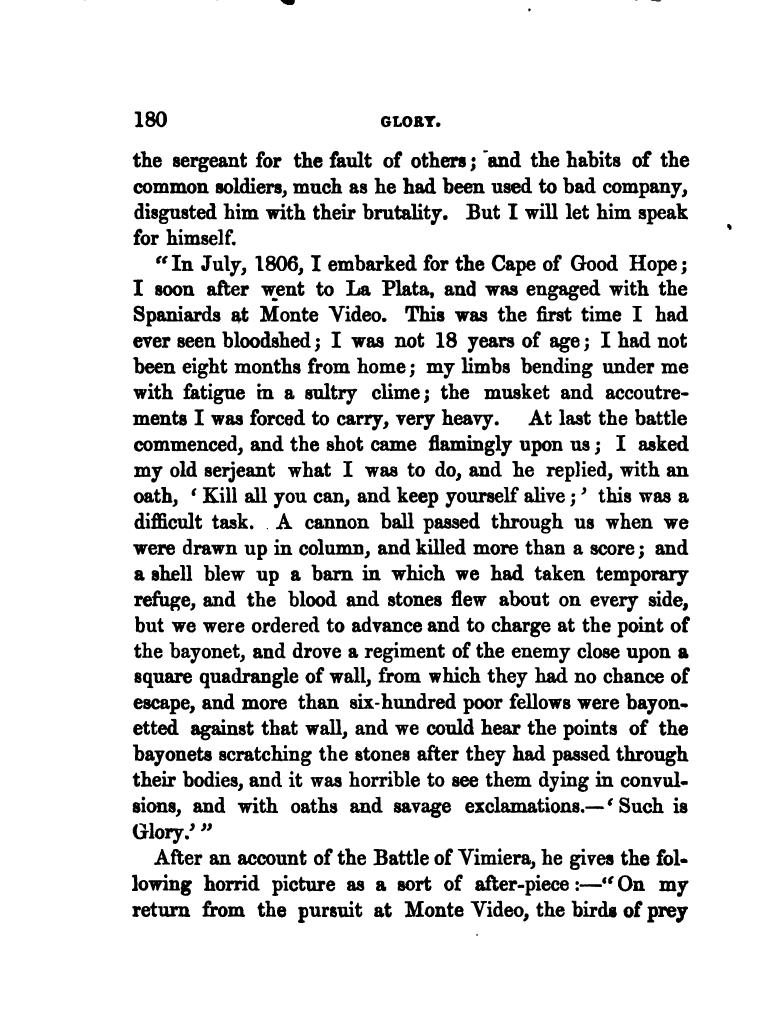 180 GLORY.
the sergeant for the fault of others; and the habits of the
common soldiers, much as he had been used to bad company,
disgusted him with their brutality. But I will let him speak
for himself.
"In July, 1806, I embarked for the Cape of Good Hope;
I soon after went to La Plata, and was engaged with the
Spaniards at Monte Video. This was the first time I had
ever seen bloodshed; I was not 18 years of age; I had not
been eight months from home; my limbs bending under me
with fatigue in a sultry clime; the musket and accoutre-
ments I was forced to carry, very heavy. At last the battle
commenced, and the shot came flamingly upon us; I asked
my old serjeant what I was to do, and he replied, with an
oath, ‘Kill all you can, and keep yourself alive;’ this was a
difficult task. A cannon ball passed through us when we
were drawn up in column, and killed more than a score; and
a shell blew up a barn in which we had taken temporary
refuge, and the blood and stones flew about on every side,
but we were ordered to advance and to charge at the point of
the bayonet, and drove a regiment of the enemy close upon a
square quadrangle of wall, from which they had no chance of
escape, and more than six-hundred poor fellows were bayon-
etted against that wall, and we could hear the points of the
bayonets scratching the stones after they had passed through
their bodies, and it was horrible to see them dying in convul-
sions, and with oaths and savage exclamations.—‘Such is
Glory.’"
After an account of the Battle of Vimiera, he gives the fol-
lowing horrid picture as a sort of after-piece:—"On my
return from the pursuit at Monte Video, the birds of prey